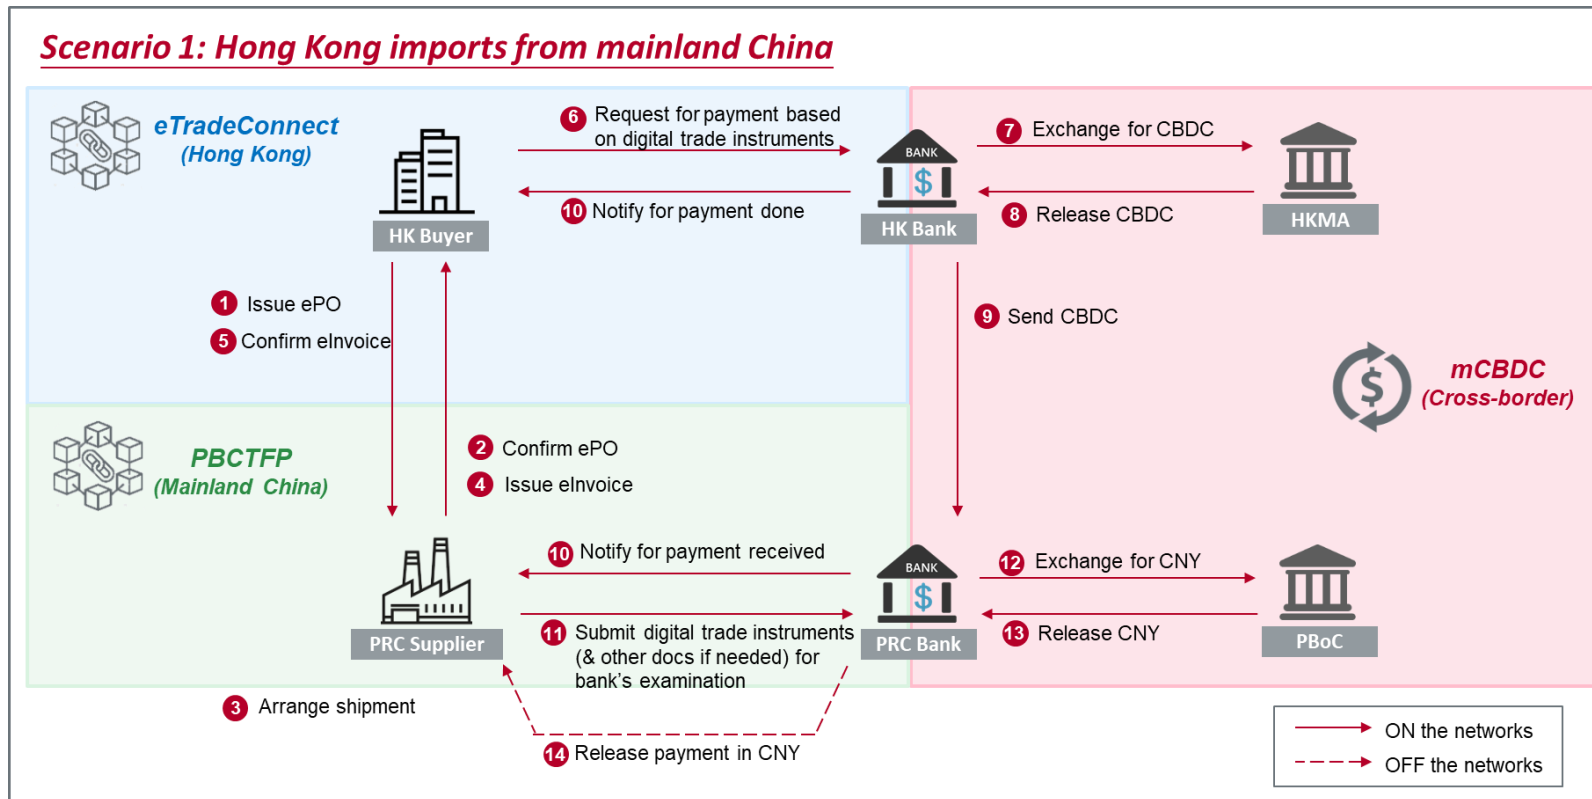 Scenario 1: Hong Kong imports from mainland China
eTradeConnect
(Hong Kong)
HK Buyer
6 Request for payment based
on digital trade instruments
10 Notify for payment done
BANK
$
HK Bank
7 Exchange for CBDC
8 Release CBDC
HKMA
1 Issue ePO
5 Confirm eInvoice
9 Send CBDC
$
mCBDC
(Cross-border)
PBCTFP
(Mainland China)
2 Confirm ePO
4 Issue eInvoice
PRC Supplier
10 Notify for payment received
11 Submit digital trade instruments
(& other docs if needed) for
bank's examination
BANK
$
PRC Bank
12 Exchange for CNY
13 Release CNY
PBoC
3 Arrange shipment
14 Release payment in CNY
ON the networks
OFF the networks